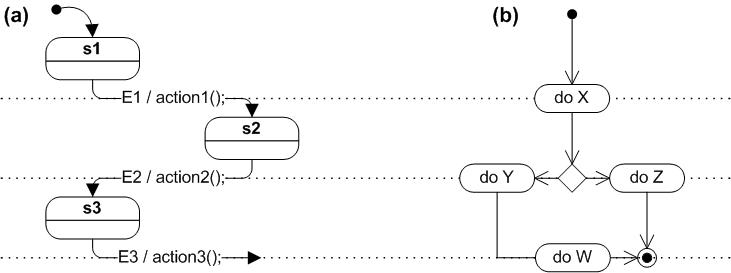 (a)
s1
E1 / action1();
s2
E2 / action2();
s3
E3 / action3();
(b)
do X
do Y
do Z
do W